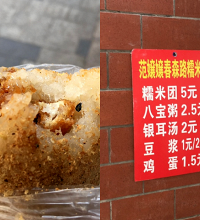 范嬢嬢春森路糯米
糯米团 5元
八宝粥 2.5元
银耳汤 2元
豆 浆 1元/2
鸡 蛋 1.5元